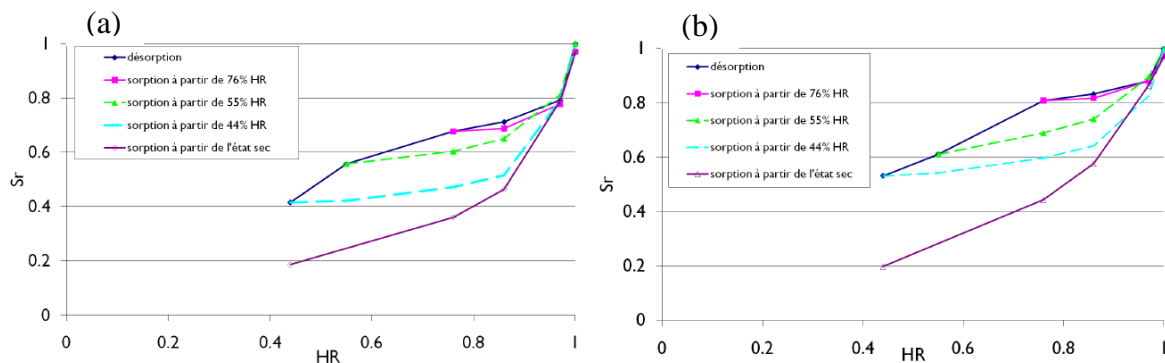 (a)
désorption
sorption à partir de 76% HR
sorption à partir de 55% HR
sorption à partir de 44% HR
sorption à partir de l'état sec
Sr
1
0.8
0.6
0.4
0.2
0
0
0.2
0.4
0.6
0.8
1
HR
(b)
désorption
sorption à partir de 76% HR
sorption à partir de 55% HR
sorption à partir de 44% HR
sorption à partir de l'état sec
Sr
1
0.8
0.6
0.4
0.2
0
0
0.2
0.4
0.6
0.8
1
HR